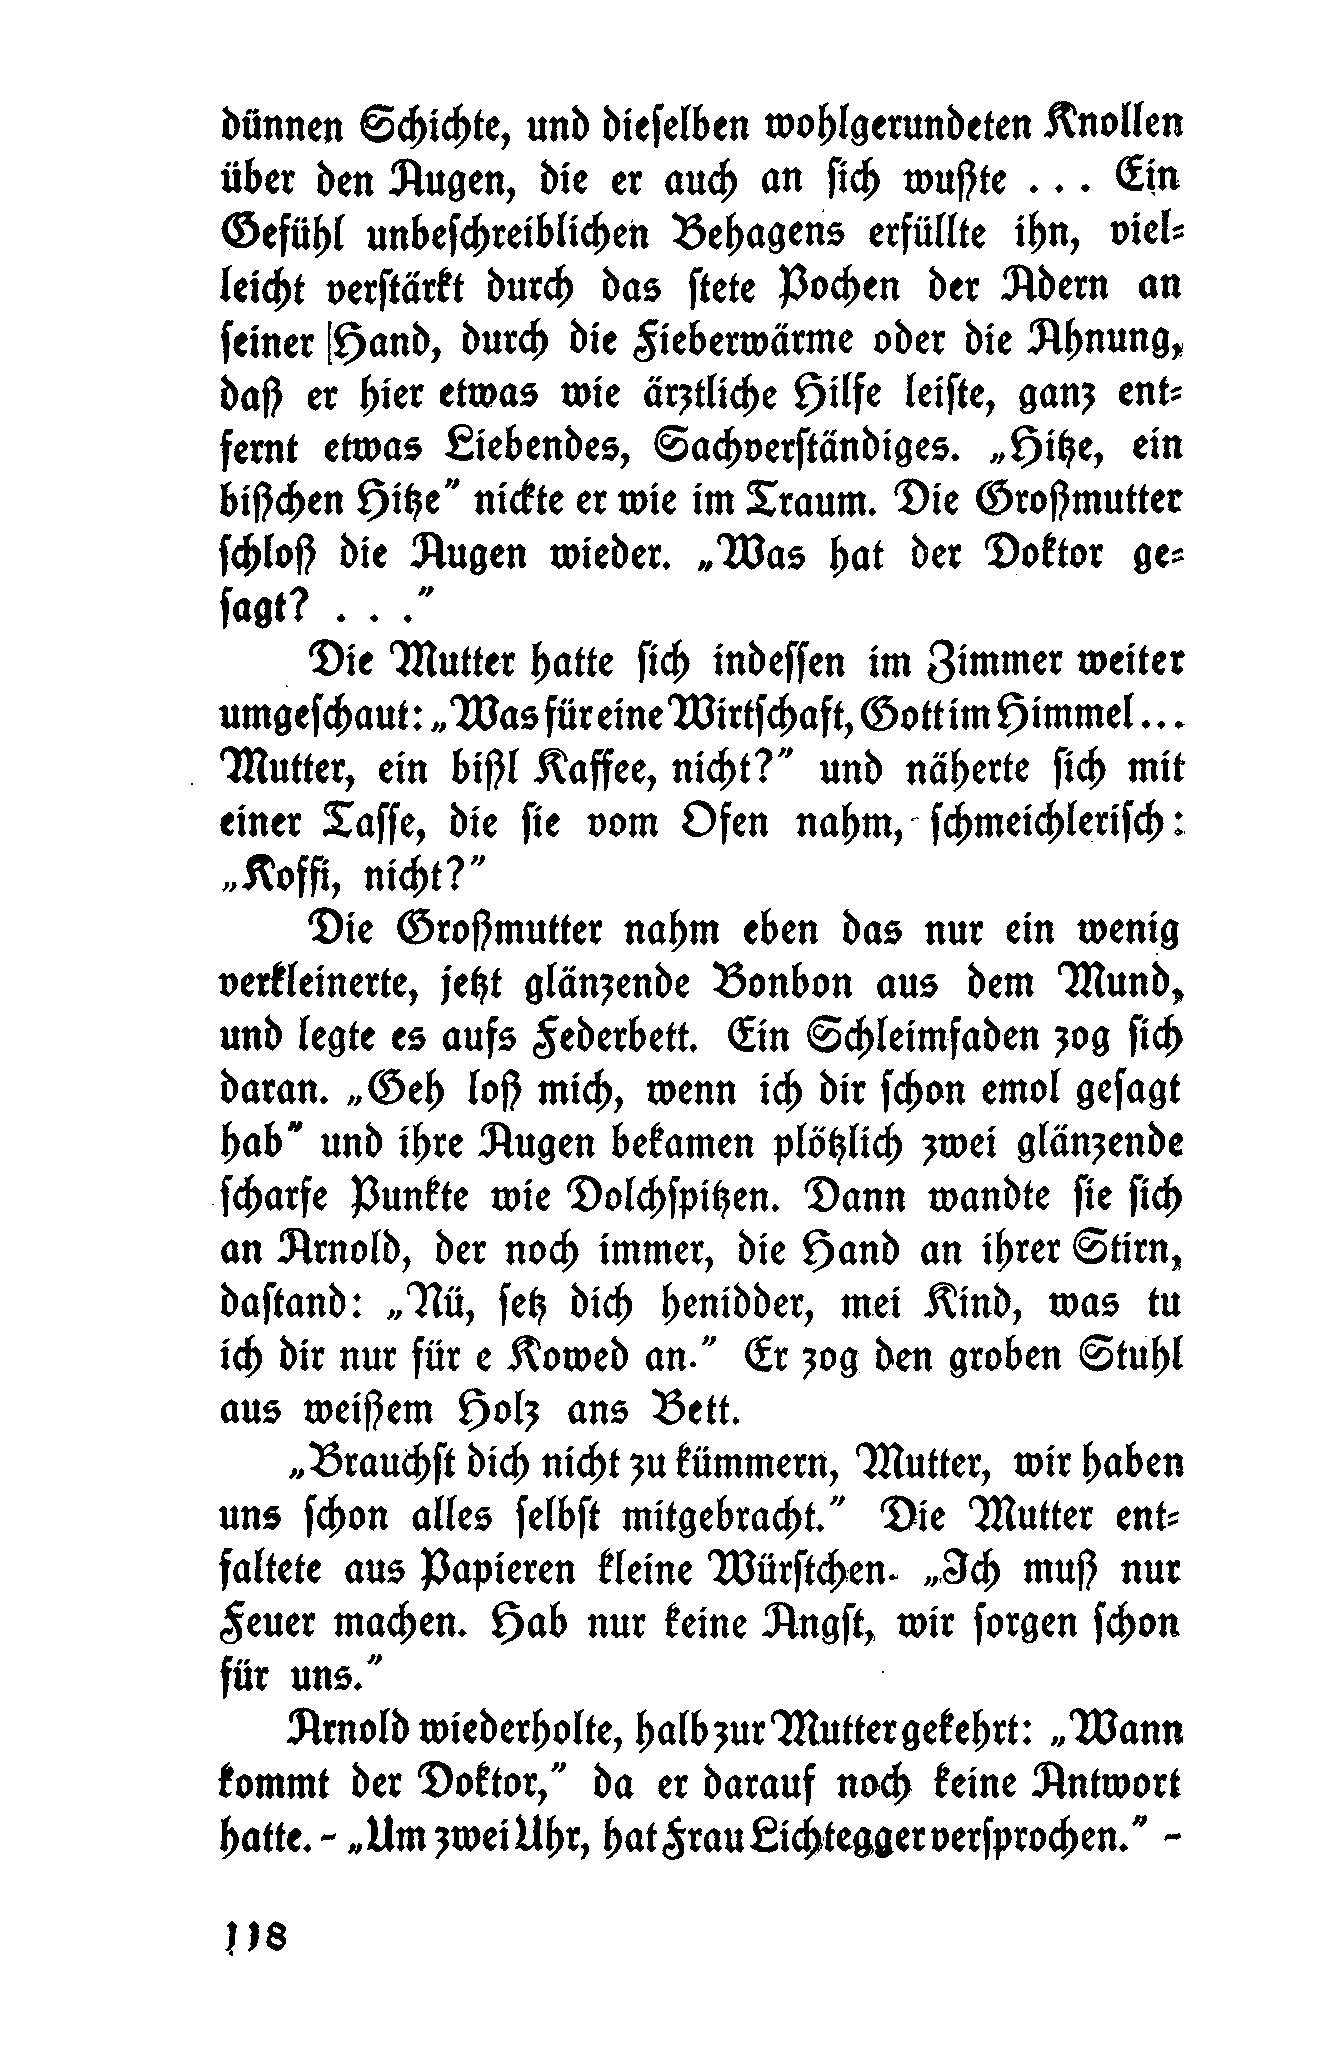 dünnen Schichte, und dieselben wohlgerundeten Knollen
über den Augen, die er auch an sich wußte . . . Ein
Gefühl unbeschreiblichen Behagens erfüllte ihn, viel-
leicht verstärkt durch das stete Pochen der Adern an
seiner Hand, durch die Fieberwärme oder die Ahnung,
daß er hier etwas wie ärztliche Hilfe leiste, ganz ent-
fernt etwas Liebendes, Sachverständiges. „Hitze, ein
bißchen Hitze” nickte er wie im Traum. Die Großmutter
schloß die Augen wieder. „Was hat der Doktor ge-
sagt? . . .”
Die Mutter hatte sich indessen im Zimmer weiter
umgeschaut: „Was für eine Wirtschaft, Gott im Himmel...
Mutter, ein bißl Kaffee, nicht?” und näherte sich mit
einer Tasse, die sie vom Ofen nahm, schmeichlerisch:
„Koffi, nicht?”
Die Großmutter nahm eben das nur ein wenig
verkleinerte, jetzt glänzende Bonbon aus dem Mund,
und legte es aufs Federbett. Ein Schleimfaden zog sich
daran. „Geh loß mich, wenn ich dir schon emol gesagt
hab” und ihre Augen bekamen plötzlich zwei glänzende
scharfe Punkte wie Dolchspitzen. Dann wandte sie sich
an Arnold, der noch immer, die Hand an ihrer Stirn,
dastand: „Nü, setz dich henidder, mei Kind, was tu
ich dir nur für e Kowed an.” Er zog den groben Stuhl
aus weißem Holz ans Bett.
„Brauchst dich nicht zu kümmern, Mutter, wir haben
uns schon alles selbst mitgebracht.” Die Mutter ent-
faltete aus Papieren kleine Würstchen. „Ich muß nur
Feuer machen. Hab nur keine Angst, wir sorgen schon
für uns.”
Arnold wiederholte, halb zur Mutter gekehrt: „Wann
kommt der Doktor,” da er darauf noch keine Antwort
hatte. – „Um zwei Uhr, hat Frau Lichtegger versprochen.” –
118